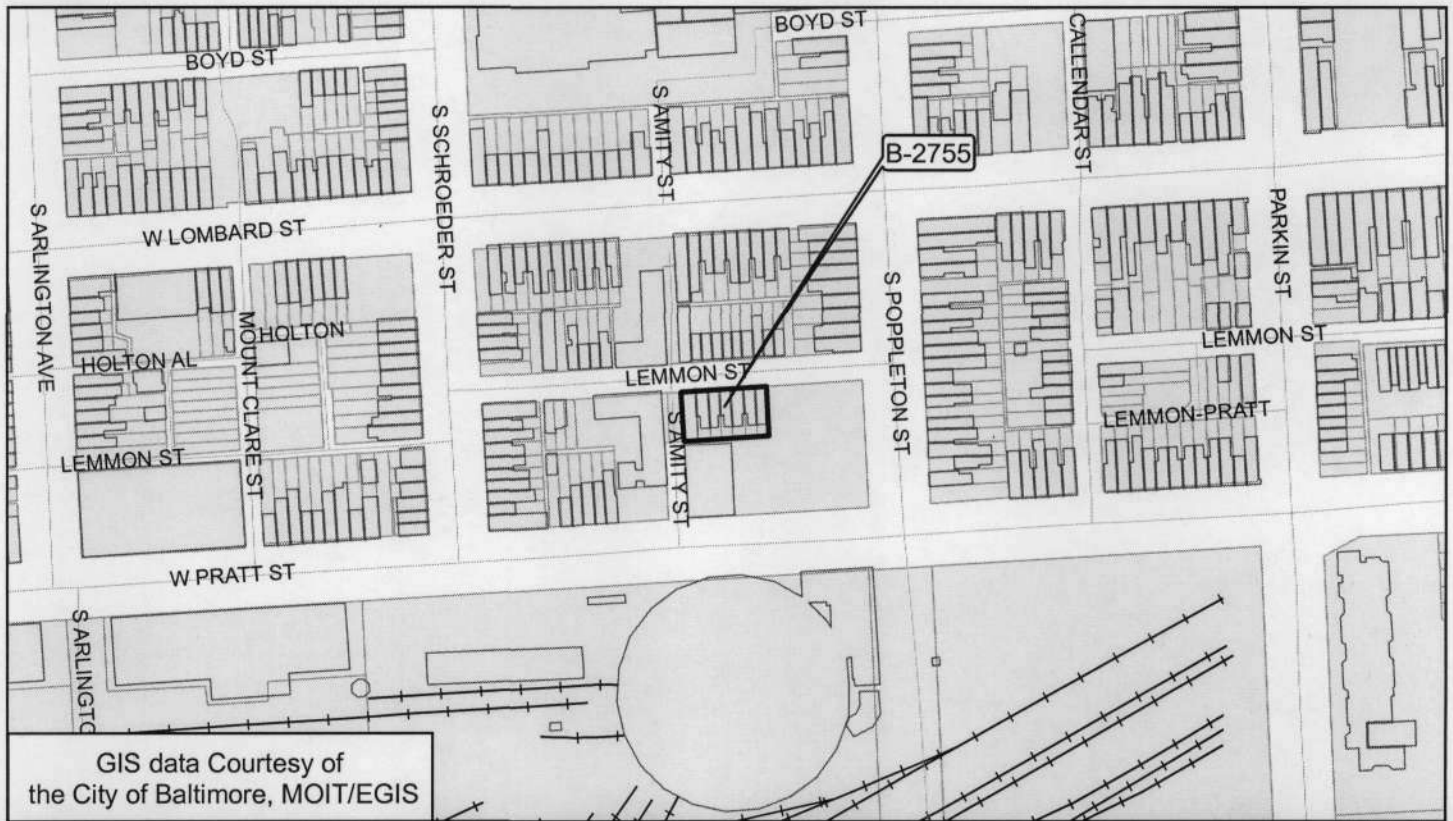 BOYD ST
BOYD ST
CALLENDAR ST
S SCHROEDER ST
S AMITY ST
B-2755
S ARLINGTON AVE
W LOMBARD ST
PARKIN ST
S POPPLETON ST
MOUNT CLARE ST
HOLTON
HOLTON AL
LEMMON ST
LEMMON ST
LEMMON-PRATT
S AMITY ST
LEMMON ST
W PRATT ST
S ARLINGTO
GIS data Courtesy of
the City of Baltimore, MOIT/EGIS